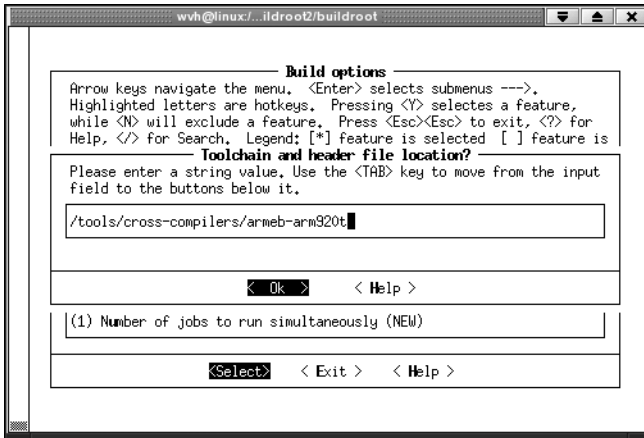 wvh@linux:/...ildroot2/buildroot
Build options
Arrow keys navigate the menu. <Enter> selects submenus --->.
Highlighted letters are hotkeys. Pressing <Y> selectes a feature,
while <N> will exclude a feature. Press <Esc><Esc> to exit, <?> for
Help, </> for Search. Legend: [*] feature is selected [ ] feature is
Toolchain and header file location?
Please enter a string value. Use the <TAB> key to move from the input
field to the buttons below it.
/tools/cross-compilers/armeb-arm920t
< Ok > < Help >
(1) Number of jobs to run simultaneously (NEW)
<Select> < Exit > < Help >